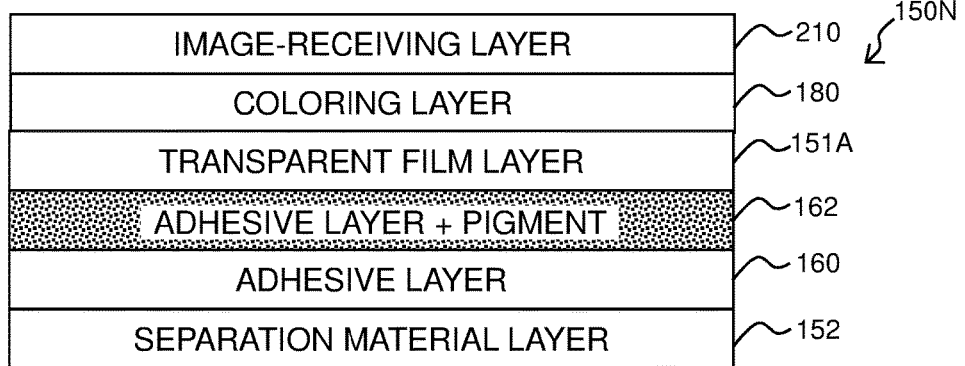 150N
IMAGE-RECEIVING LAYER 210
COLORING LAYER 180
TRANSPARENT FILM LAYER 151A
ADHESIVE LAYER + PIGMENT 162
ADHESIVE LAYER 160
SEPARATION MATERIAL LAYER 152